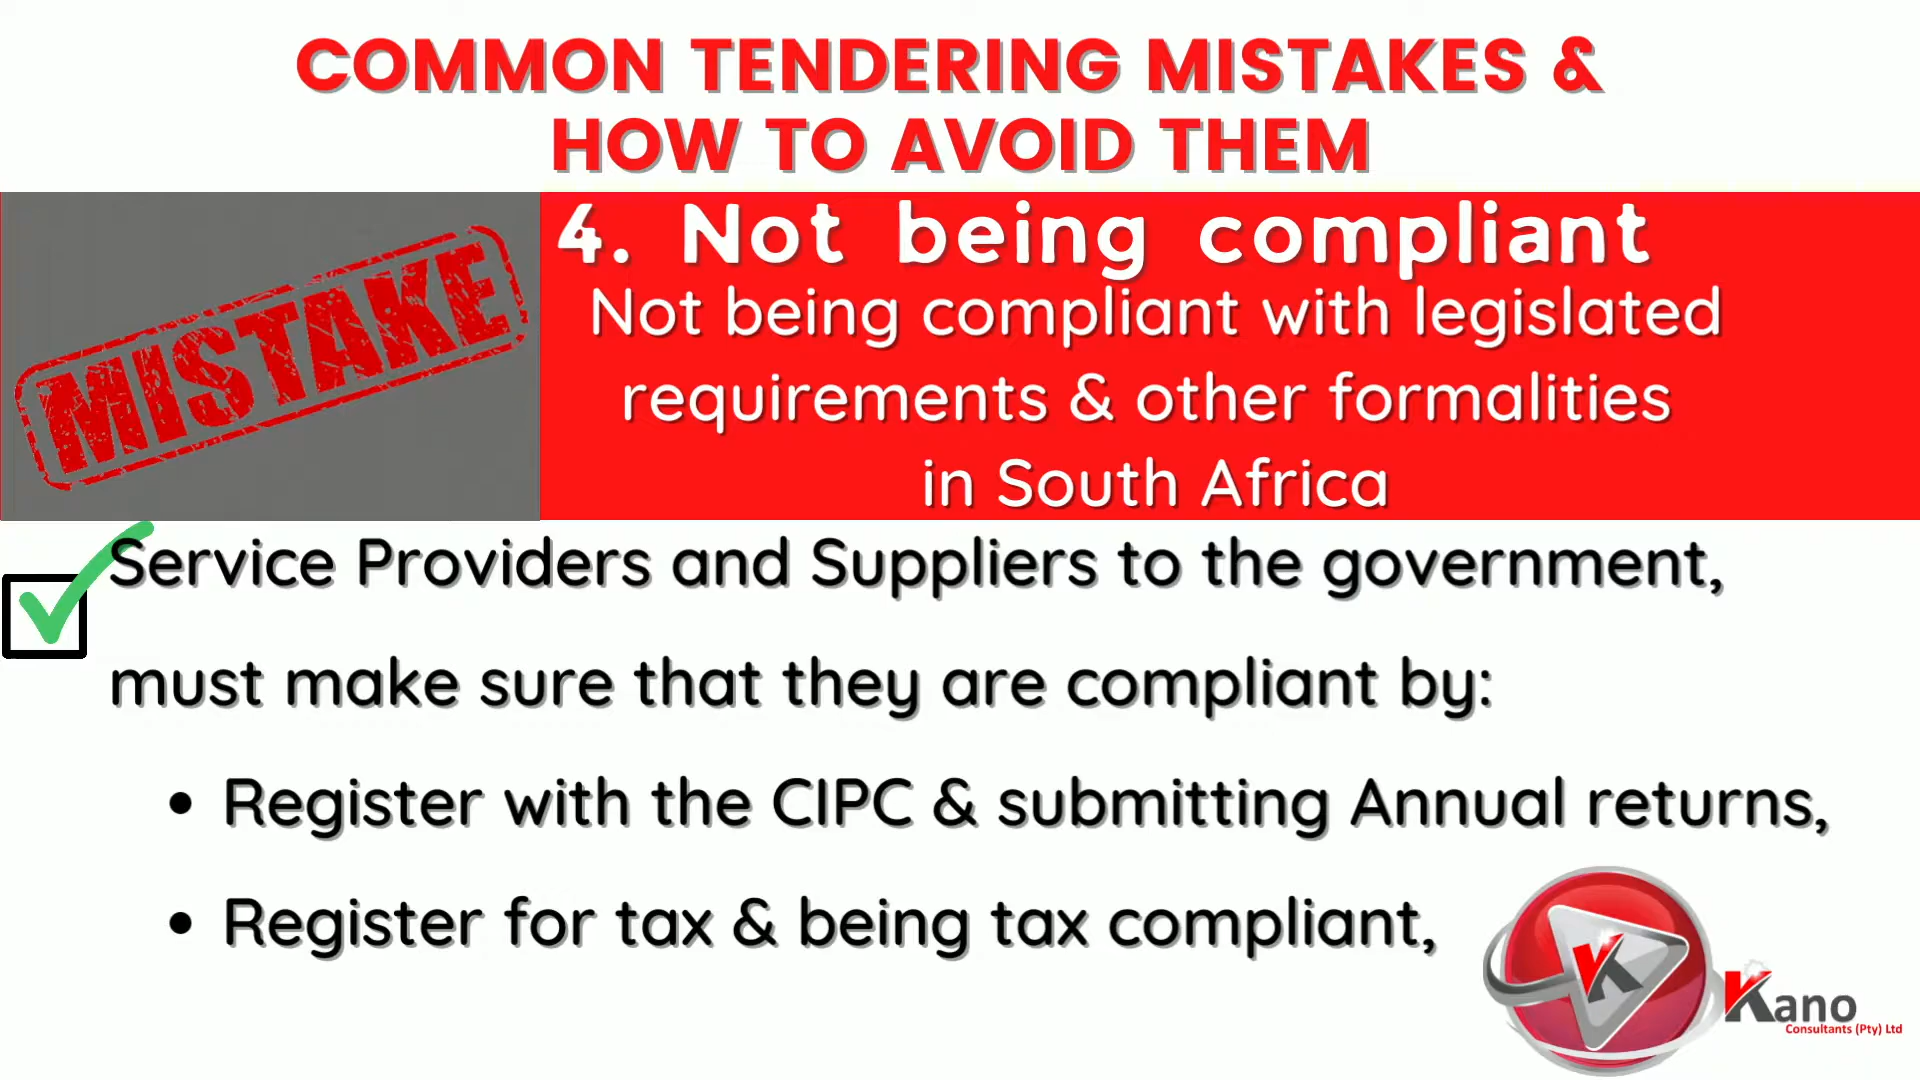 COMMON TENDERING MISTAKES &
HOW TO AVOID THEM
MISTAKE
4. Not being compliant
Not being compliant with legislated
requirements & other formalities
in South Africa
Service Providers and Suppliers to the government,
must make sure that they are compliant by:
• Register with the CIPC & submitting Annual returns,
• Register for tax & being tax compliant,
K
Kano
Consultants (Pty) Ltd